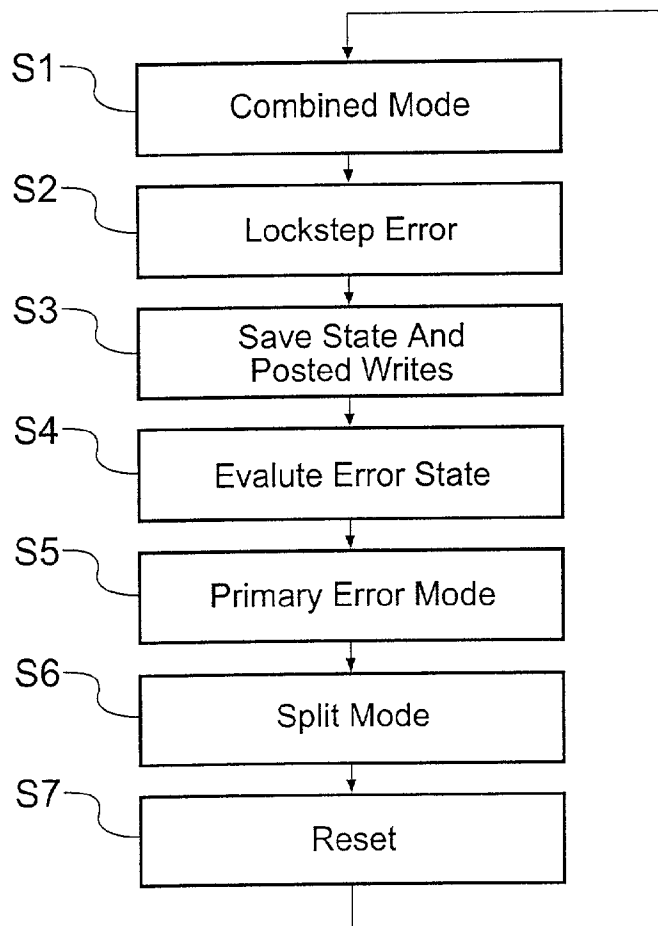 S1
Combined Mode
S2
Lockstep Error
S3
Save State And
Posted Writes
S4
Evalute Error State
S5
Primary Error Mode
S6
Split Mode
S7
Reset